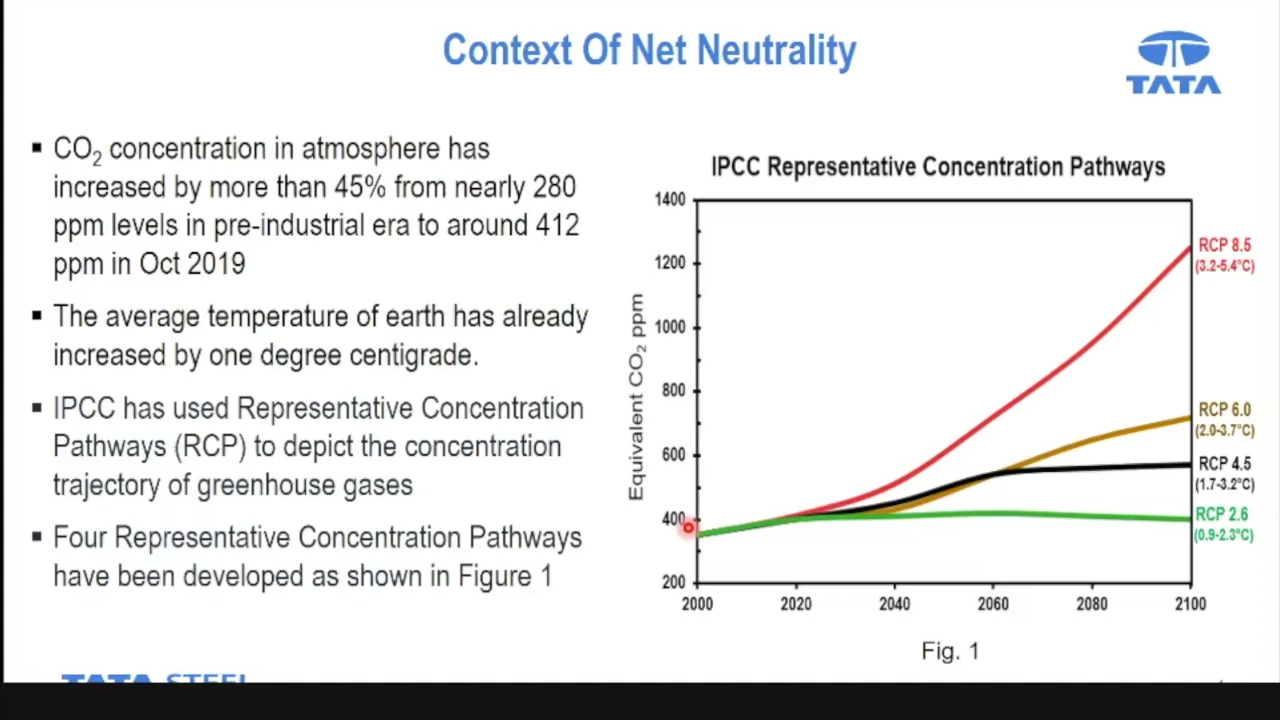 Context Of Net Neutrality
TATA
▪ CO₂ concentration in atmosphere has
increased by more than 45% from nearly 280
ppm levels in pre-industrial era to around 412
ppm in Oct 2019
▪ The average temperature of earth has already
increased by one degree centigrade.
▪ IPCC has used Representative Concentration
Pathways (RCP) to depict the concentration
trajectory of greenhouse gases
▪ Four Representative Concentration Pathways
have been developed as shown in Figure 1
IPCC Representative Concentration Pathways
Equivalent CO₂ ppm
1400
1200
1000
800
600
400
200
2000 2020 2040 2060 2080 2100
RCP 8.5
(3.2-5.4°C)
RCP 6.0
(2.0-3.7°C)
RCP 4.5
(1.7-3.2°C)
RCP 2.6
(0.9-2.3°C)
Fig. 1
TATA STEEL